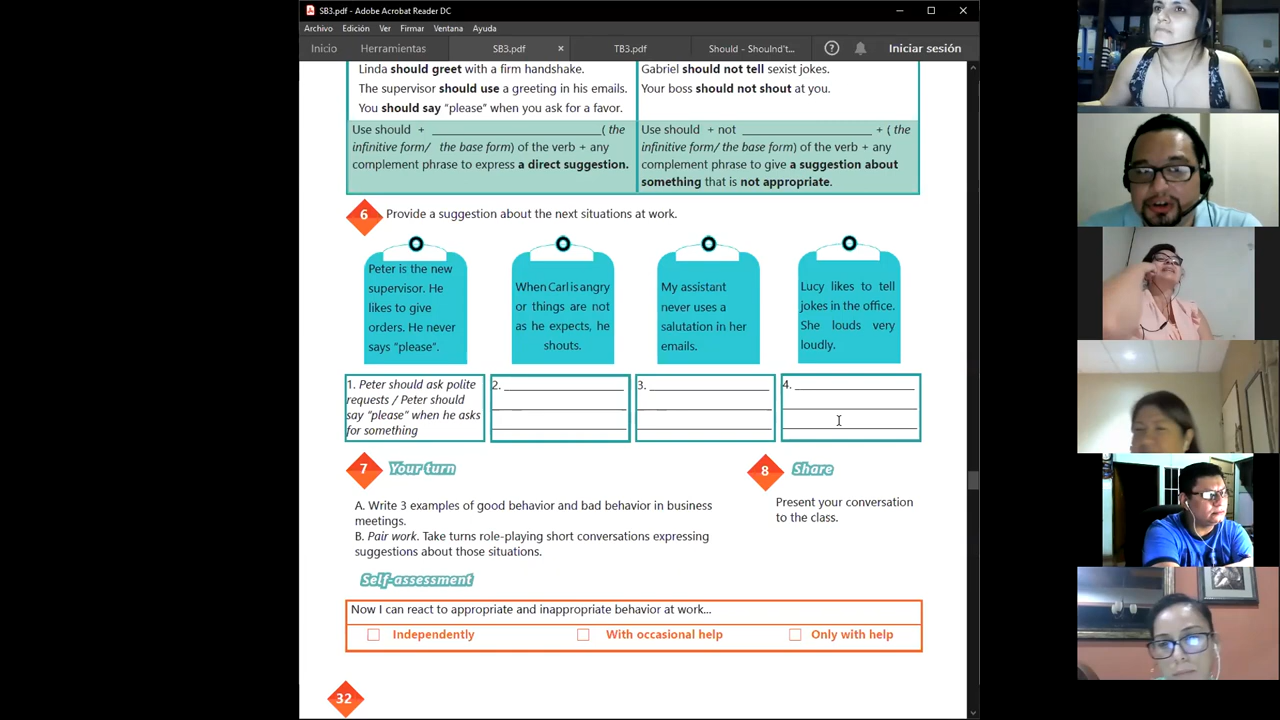 SB3.pdf - Adobe Acrobat Reader DC
Archivo Edición Ver Firmar Ventana Ayuda
Inicio Herramientas SB3.pdf × TB3.pdf Should - Shoulnd't... Iniciar sesión
Linda should greet with a firm handshake.
The supervisor should use a greeting in his emails.
You should say “please” when you ask for a favor.
Gabriel should not tell sexist jokes.
Your boss should not shout at you.
Use should + ____________________________( the
infinitive form/ the base form) of the verb + any
complement phrase to express a direct suggestion.
Use should + not _____________________ + ( the
infinitive form/ the base form) of the verb + any
complement phrase to give a suggestion about
something that is not appropriate.
6 Provide a suggestion about the next situations at work.
Peter is the new
supervisor. He
likes to give
orders. He never
says “please”.
When Carl is angry
or things are not
as he expects, he
shouts.
My assistant
never uses a
salutation in her
emails.
Lucy likes to tell
jokes in the office.
She louds very
loudly.
1. Peter should ask polite
requests / Peter should
say “please” when he asks
for something
2. ____________________
3. ____________________
4. ____________________
7 Your turn
A. Write 3 examples of good behavior and bad behavior in business
meetings.
B. Pair work. Take turns role-playing short conversations expressing
suggestions about those situations.
8 Share
Present your conversation
to the class.
Self-assessment
Now I can react to appropriate and inappropriate behavior at work...
Independently With occasional help Only with help
32